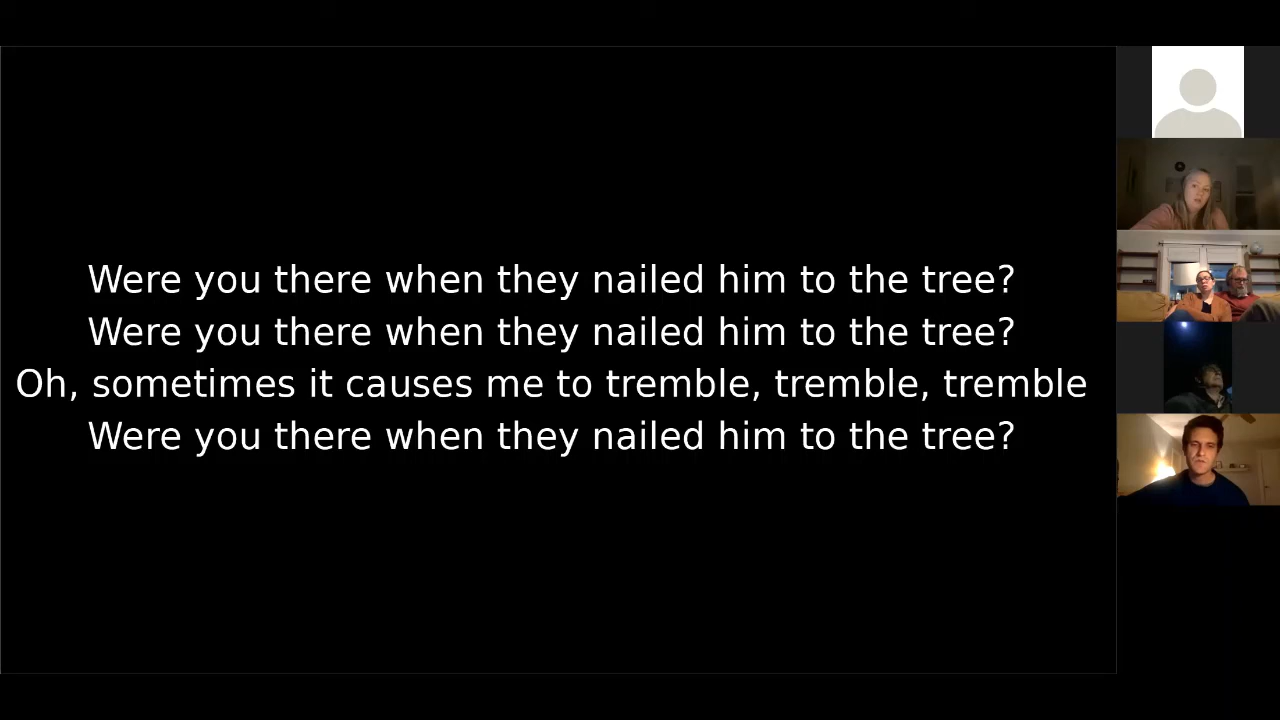 Were you there when they nailed him to the tree?
Were you there when they nailed him to the tree?
Oh, sometimes it causes me to tremble, tremble, tremble
Were you there when they nailed him to the tree?